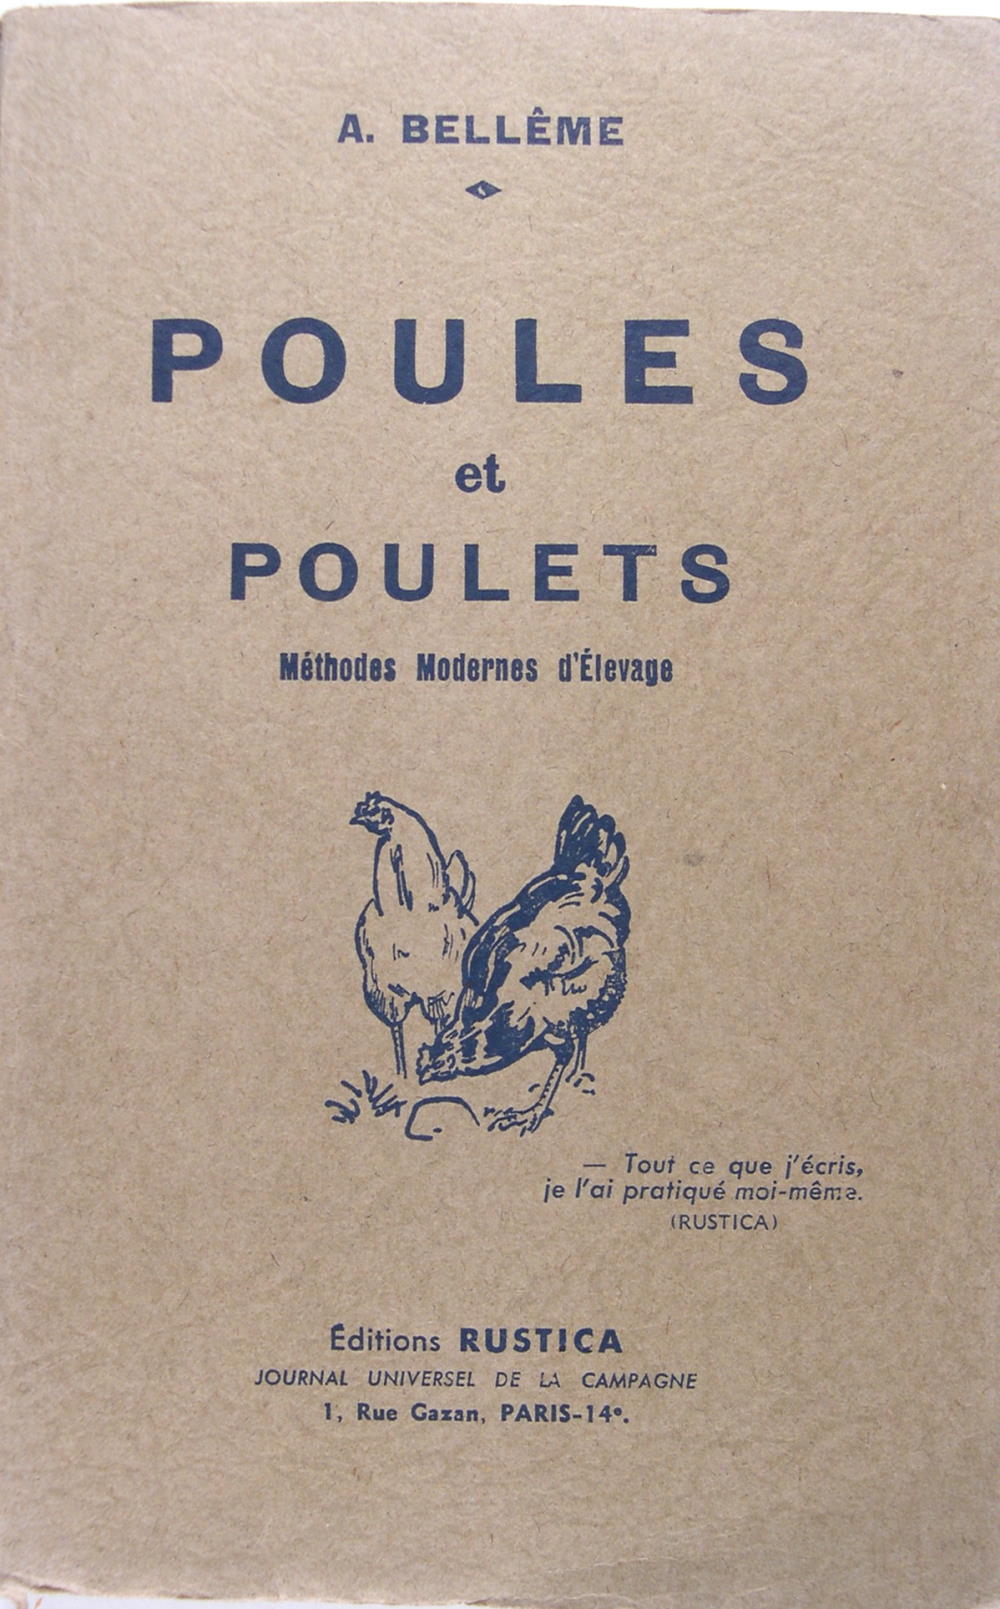 A. BELLÊME
POULES
et
POULETS
Méthodes Modernes d'Élevage
— Tout ce que j'écris,
je l'ai pratiqué moi-même.
(RUSTICA)
Éditions RUSTICA
JOURNAL UNIVERSEL DE LA CAMPAGNE
1, Rue Gazan, PARIS-14e.